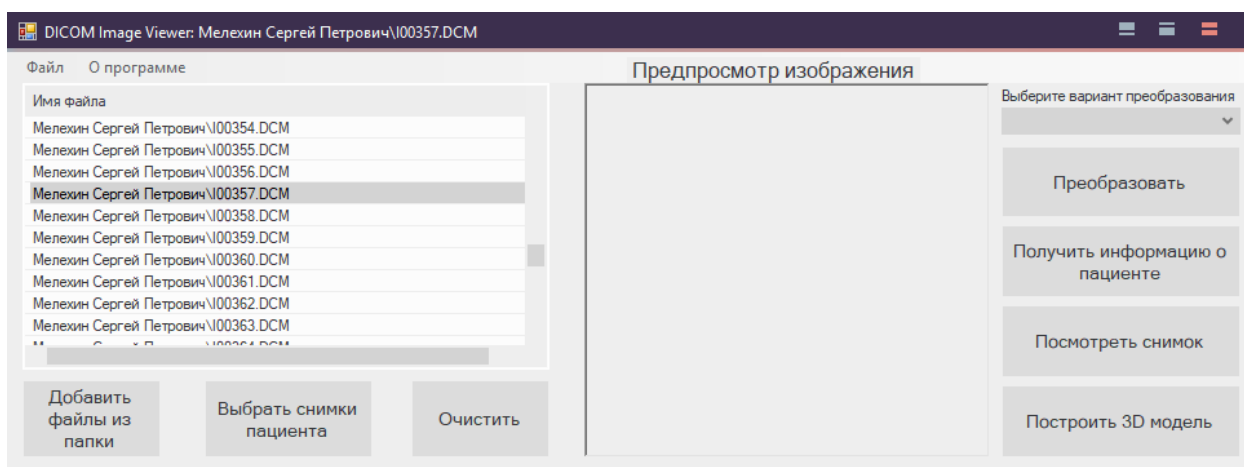 DICOM Image Viewer: Мелехин Сергей Петрович\I00357.DCM
Файл О программе
Предпросмотр изображения
Имя файла
Мелехин Сергей Петрович\I00354.DCM
Мелехин Сергей Петрович\I00355.DCM
Мелехин Сергей Петрович\I00356.DCM
Мелехин Сергей Петрович\I00357.DCM
Мелехин Сергей Петрович\I00358.DCM
Мелехин Сергей Петрович\I00359.DCM
Мелехин Сергей Петрович\I00360.DCM
Мелехин Сергей Петрович\I00361.DCM
Мелехин Сергей Петрович\I00362.DCM
Мелехин Сергей Петрович\I00363.DCM
Добавить
файлы из
папки
Выбрать снимки
пациента
Очистить
Выберите вариант преобразования
Преобразовать
Получить информацию о
пациенте
Посмотреть снимок
Построить 3D модель